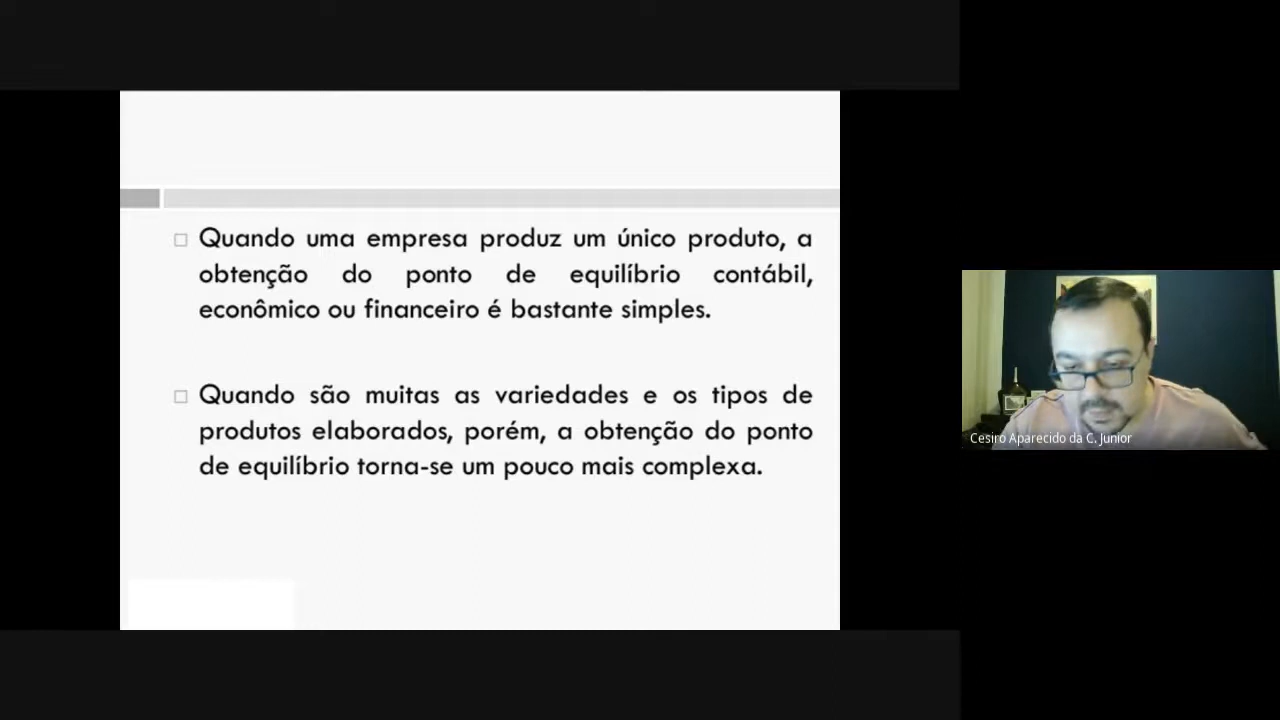 Quando uma empresa produz um único produto, a
obtenção do ponto de equilíbrio contábil,
econômico ou financeiro é bastante simples.
Quando são muitas as variedades e os tipos de
produtos elaborados, porém, a obtenção do ponto
de equilíbrio torna-se um pouco mais complexa.
Cesiro Aparecido da C. Junior